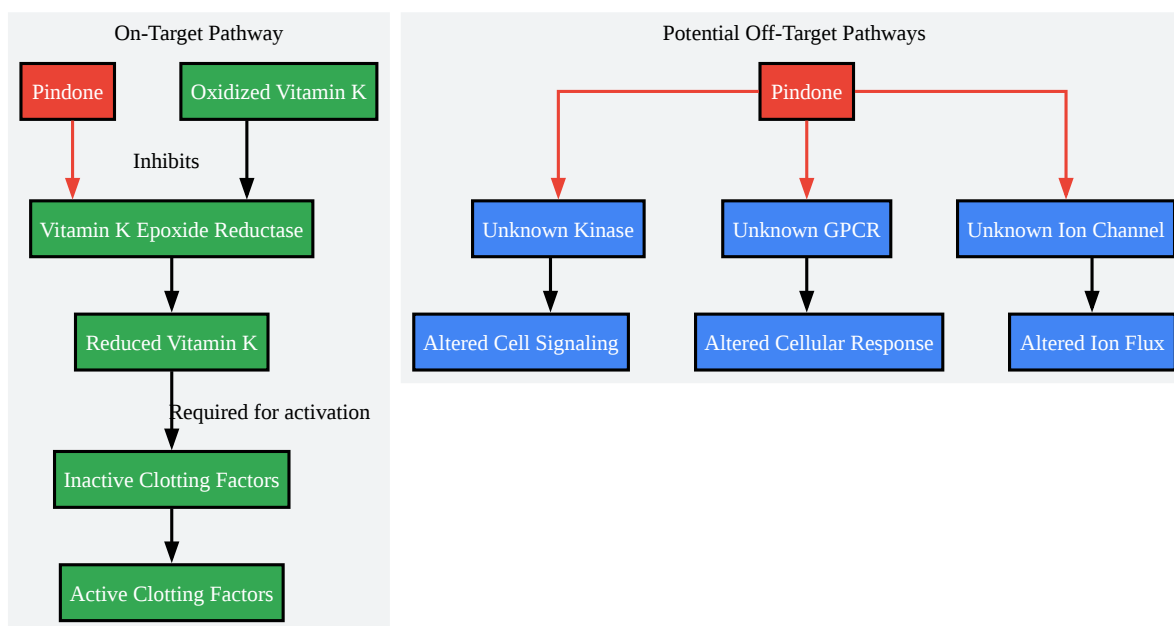 On-Target Pathway
Pindone
Oxidized Vitamin K
Inhibits
Vitamin K Epoxide Reductase
Reduced Vitamin K
Required for activation
Inactive Clotting Factors
Active Clotting Factors
Potential Off-Target Pathways
Pindone
Unknown Kinase
Unknown GPCR
Unknown Ion Channel
Altered Cell Signaling
Altered Cellular Response
Altered Ion Flux